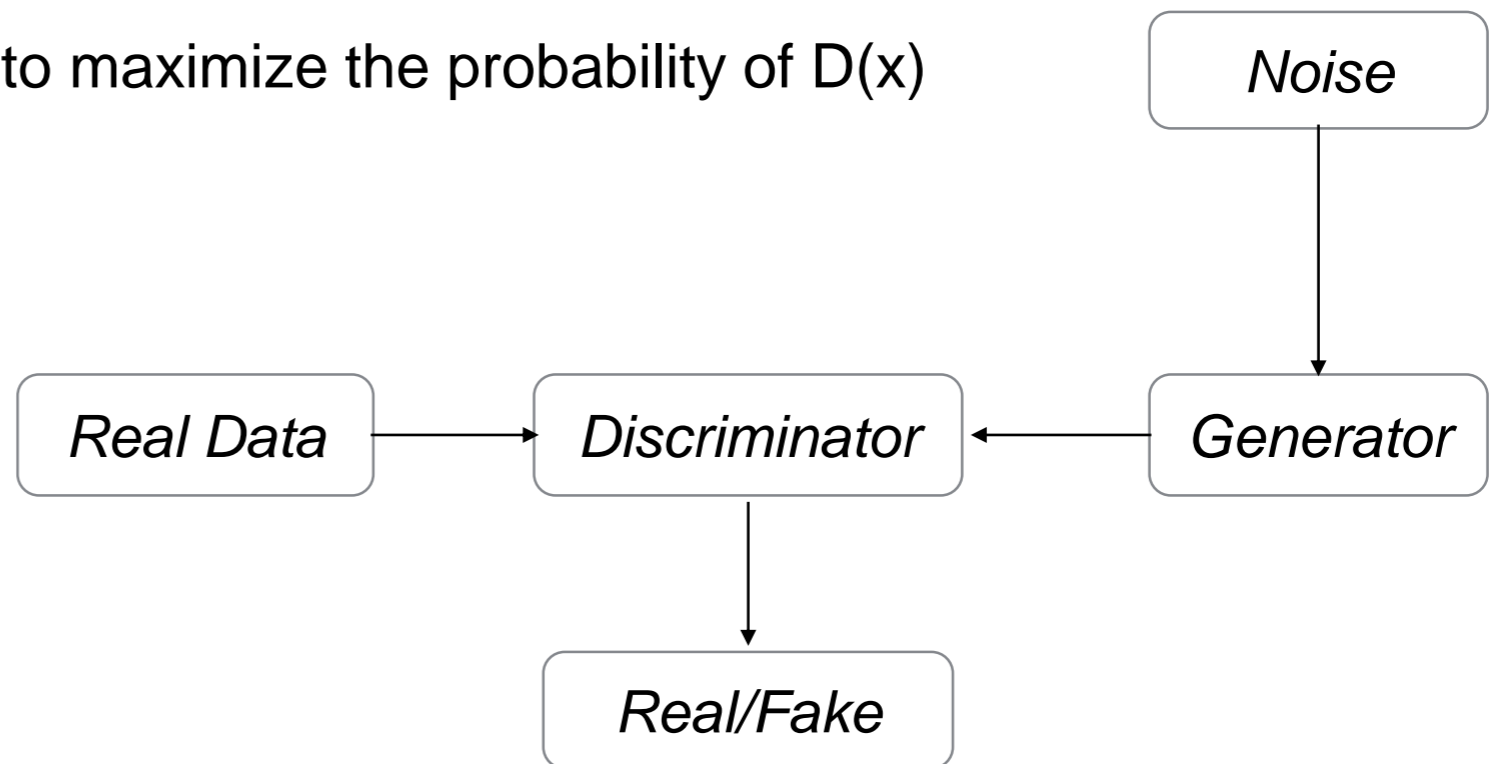 to maximize the probability of D(x)
Noise
Real Data
Discriminator
Generator
Real/Fake